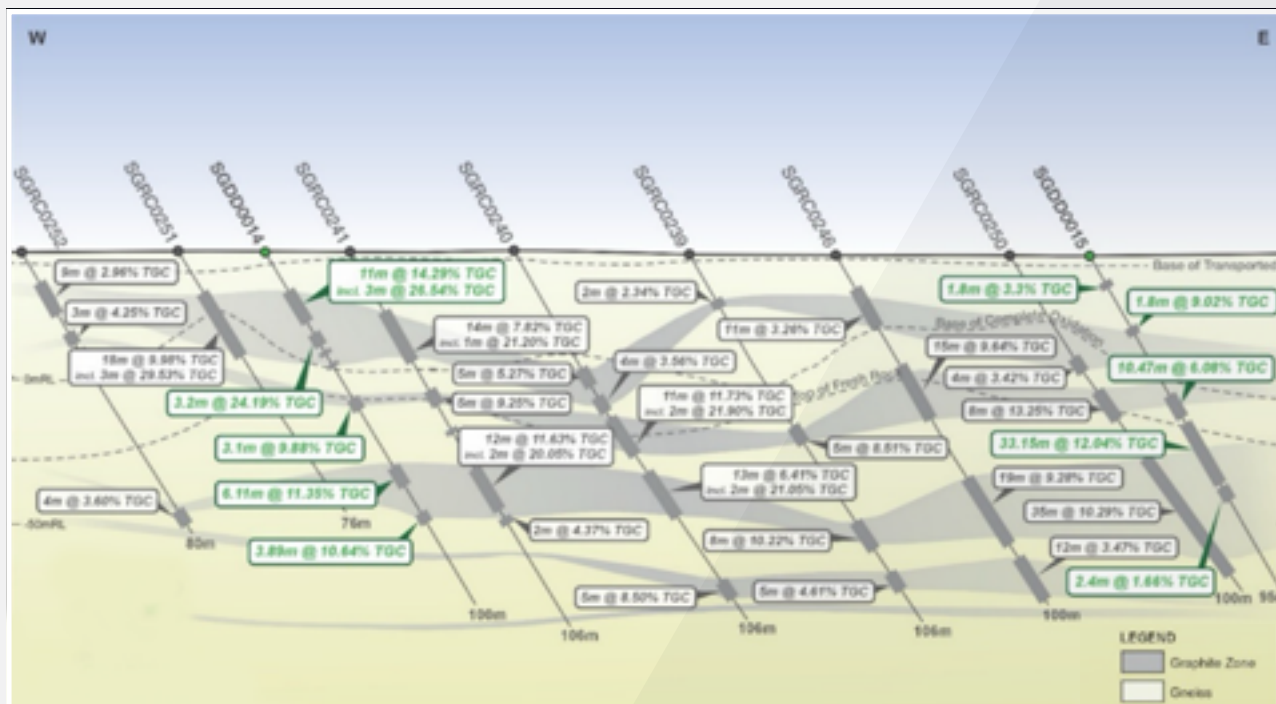 W
E
SGRC0252
SGRC0251
SGDD0014
SGRC0241
SGRC0240
SGRC0239
SGRC0246
SGRC0250
SGDD0015
Base of Transported
9m @ 2.96% TGC
11m @ 14.29% TGC
incl. 3m @ 26.54% TGC
2m @ 2.34% TGC
1.8m @ 3.3% TGC
1.8m @ 9.02% TGC
3m @ 4.25% TGC
14m @ 7.82% TGC
incl. 1m @ 21.20% TGC
11m @ 3.26% TGC
Base of Complete Oxidation
18m @ 9.98% TGC
incl. 3m @ 29.53% TGC
4m @ 3.56% TGC
15m @ 9.64% TGC
10.47m @ 6.08% TGC
0mRL
5m @ 5.27% TGC
4m @ 3.42% TGC
Top of Fresh Rock
3.2m @ 24.19% TGC
5m @ 9.25% TGC
11m @ 11.73% TGC
incl. 2m @ 21.90% TGC
8m @ 13.25% TGC
3.1m @ 9.88% TGC
12m @ 11.63% TGC
incl. 2m @ 20.05% TGC
5m @ 8.51% TGC
33.15m @ 12.04% TGC
6.11m @ 11.35% TGC
13m @ 6.41% TGC
incl. 2m @ 21.05% TGC
19m @ 9.28% TGC
4m @ 3.60% TGC
35m @ 10.29% TGC
-50mRL
76m
2m @ 4.37% TGC
80m
8m @ 10.22% TGC
3.89m @ 10.64% TGC
12m @ 3.47% TGC
2.4m @ 1.66% TGC
5m @ 8.50% TGC
5m @ 4.61% TGC
100m
106m
106m
106m
100m
100m
LEGEND
Graphite Zone
Gneiss